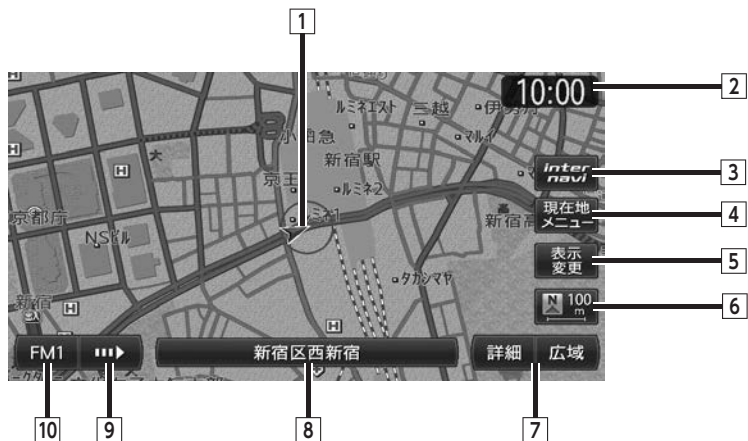 1
2
10:00
H
H
ルミネエスト
三越
伊勢丹
小田急
マルイ
大
新宿駅
inter navi
3
H
京王
ルミネ2
現在地
メニュー
4
京都庁
ルミネ1
新宿高
NSビル
表示
変更
5
タカシマヤ
新宿
N 100
m
6
H
H
FM1
新宿区西新宿
詳細
広域
10
9
8
7